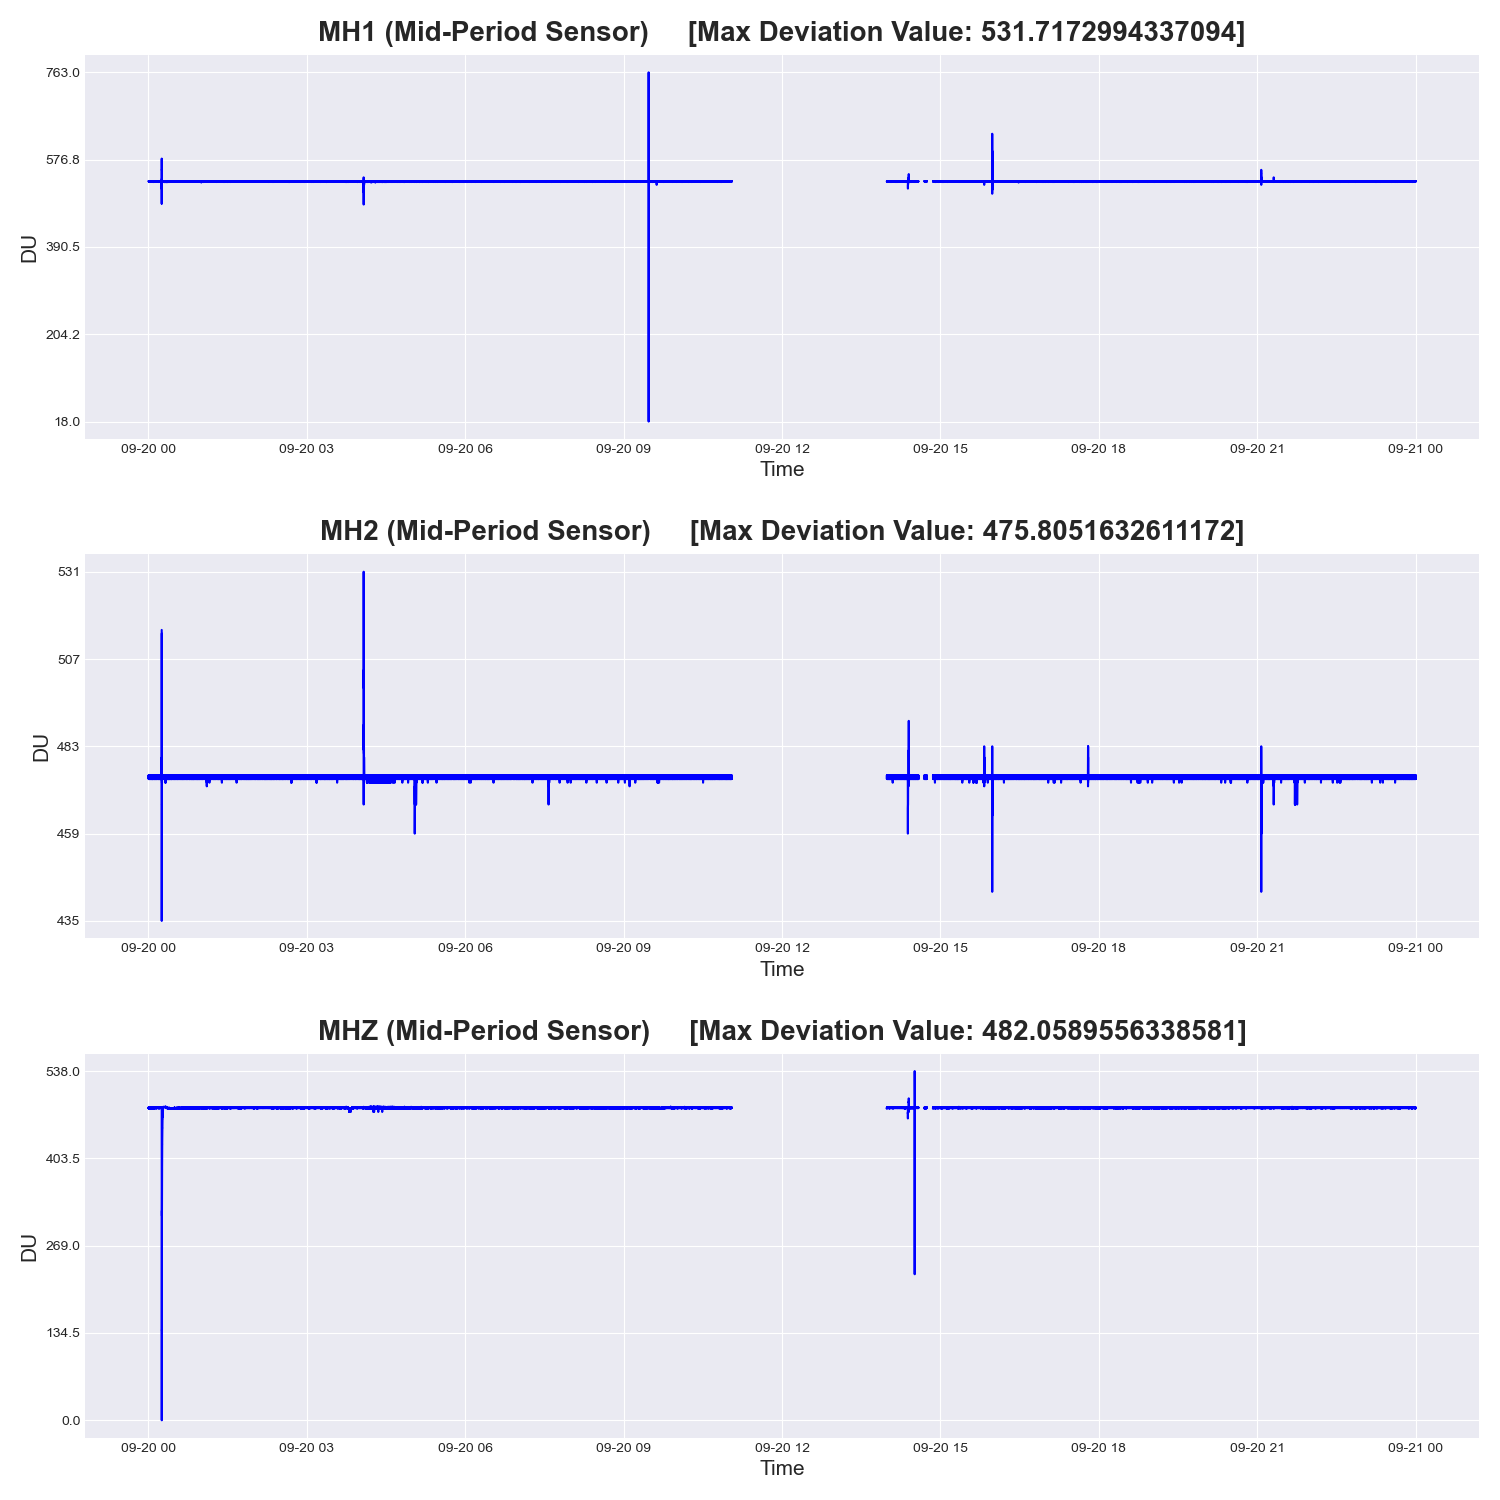 MH1 (Mid-Period Sensor) [Max Deviation Value: 531.7172994337094]
763.0
576.8
390.5
204.2
18.0
DU
09-20 00 09-20 03 09-20 06 09-20 09 09-20 12 09-20 15 09-20 18 09-20 21 09-21 00
Time
MH2 (Mid-Period Sensor) [Max Deviation Value: 475.8051632611172]
531
507
483
459
435
DU
09-20 00 09-20 03 09-20 06 09-20 09 09-20 12 09-20 15 09-20 18 09-20 21 09-21 00
Time
MHZ (Mid-Period Sensor) [Max Deviation Value: 482.0589556338581]
538.0
403.5
269.0
134.5
0.0
DU
09-20 00 09-20 03 09-20 06 09-20 09 09-20 12 09-20 15 09-20 18 09-20 21 09-21 00
Time